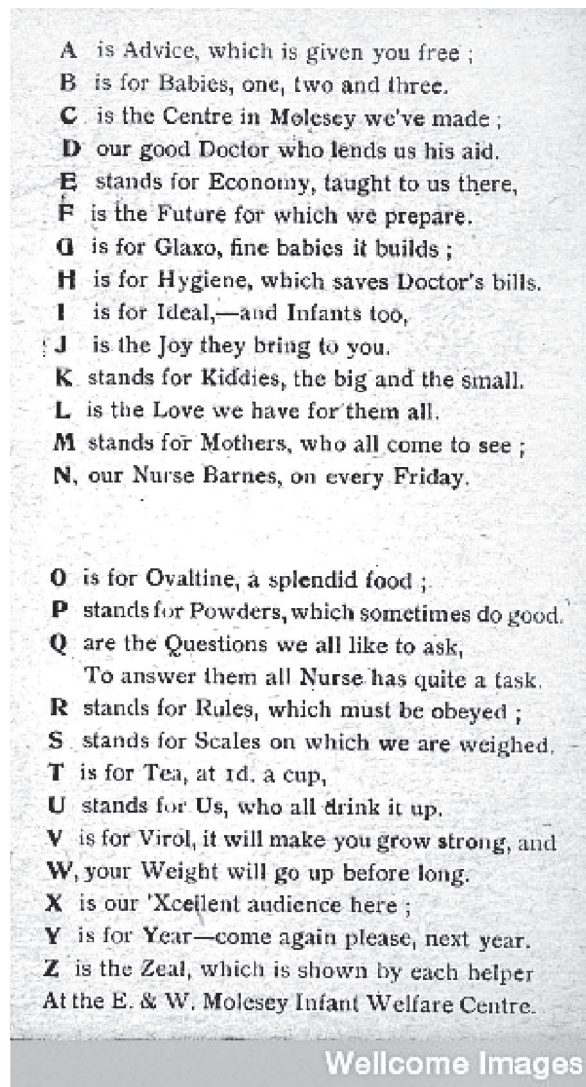 A is Advice, which is given you free ;
B is for Babies, one, two and three.
C is the Centre in Molesey we've made ;
D our good Doctor who lends us his aid.
E stands for Economy, taught to us there,
F is the Future for which we prepare.
G is for Glaxo, fine babies it builds ;
H is for Hygiene, which saves Doctor's bills.
I is for Ideal,—and Infants too,
J is the Joy they bring to you.
K stands for Kiddies, the big and the small.
L is the Love we have for them all.
M stands for Mothers, who all come to see ;
N, our Nurse Barnes, on every Friday.
O is for Ovaltine, a splendid food ;
P stands for Powders, which sometimes do good.
Q are the Questions we all like to ask,
To answer them all Nurse has quite a task.
R stands for Rules, which must be obeyed ;
S stands for Scales on which we are weighed.
T is for Tea, at 1d. a cup,
U stands for Us, who all drink it up.
V is for Virol, it will make you grow strong, and
W, your Weight will go up before long.
X is our 'Xcellent audience here ;
Y is for Year—come again please, next year.
Z is the Zeal, which is shown by each helper
At the E. & W. Molesey Infant Welfare Centre.
Wellcome Images